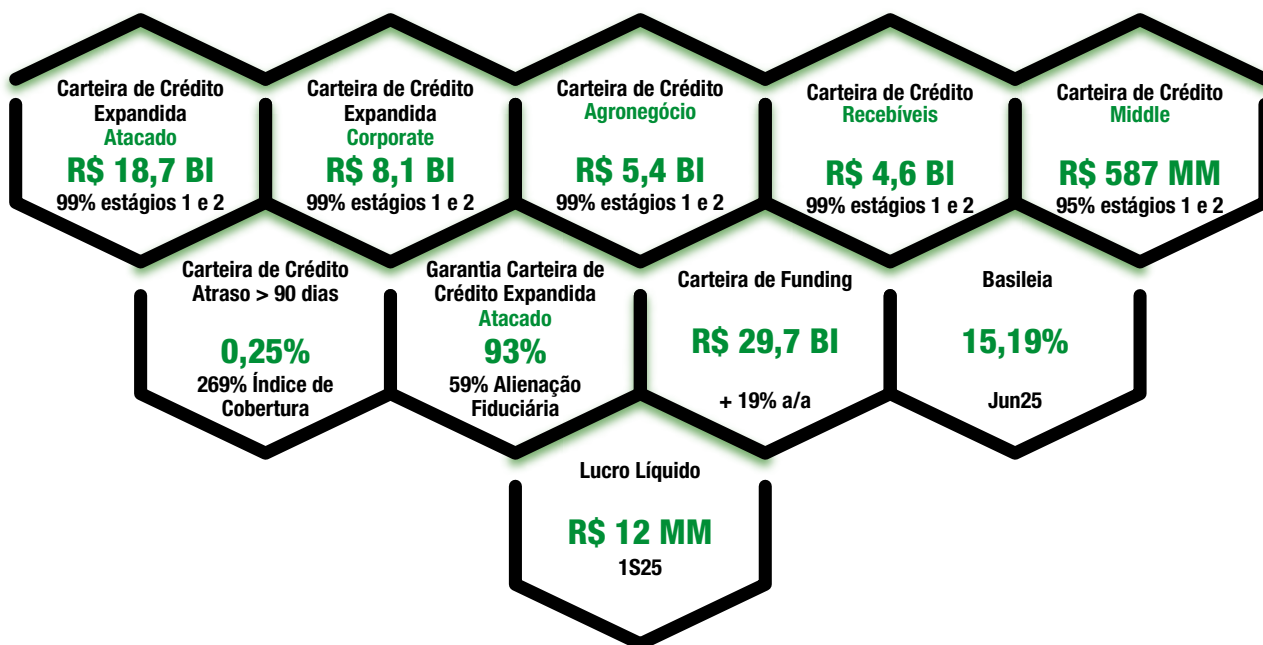 Carteira de Crédito
Expandida
Atacado
R$ 18,7 BI
99% estágios 1 e 2
Carteira de Crédito
Expandida
Corporate
R$ 8,1 BI
99% estágios 1 e 2
Carteira de Crédito
Agronegócio
R$ 5,4 BI
99% estágios 1 e 2
Carteira de Crédito
Recebíveis
R$ 4,6 BI
99% estágios 1 e 2
Carteira de Crédito
Middle
R$ 587 MM
95% estágios 1 e 2
Carteira de Crédito
Atraso > 90 dias
0,25%
269% Índice de
Cobertura
Garantia Carteira de
Crédito Expandida
Atacado
93%
59% Alienação
Fiduciária
Carteira de Funding
R$ 29,7 BI
+ 19% a/a
Basileia
15,19%
Jun25
Lucro Líquido
R$ 12 MM
1S25